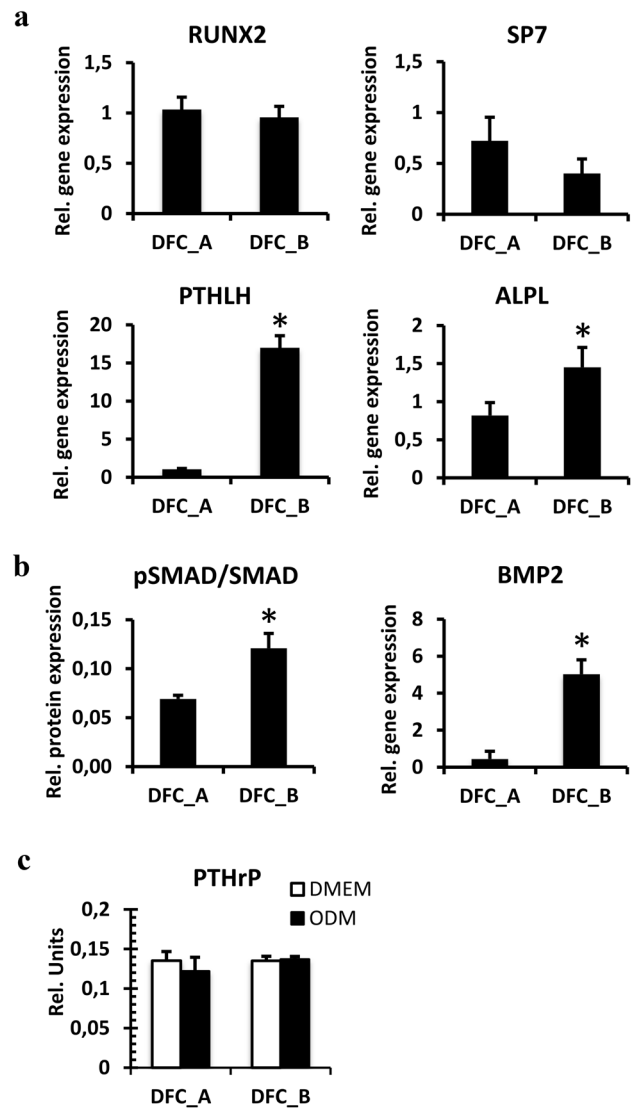 a
RUNX2
Rel. gene expression
1,5
1
0,5
0
DFC_A DFC_B
SP7
Rel. gene expression
1,5
1
0,5
0
DFC_A DFC_B
PTHLH
Rel. gene expression
20
15
10
5
0
*
DFC_A DFC_B
ALPL
Rel. gene expression
2
1,5
1
0,5
0
*
DFC_A DFC_B
b
pSMAD/SMAD
Rel. protein expression
0,15
0,10
0,05
0,00
*
DFC_A DFC_B
BMP2
Rel. gene expression
8
6
4
2
0
*
DFC_A DFC_B
c
PTHrP
DMEM
ODM
Rel. Units
0,2
0,15
0,1
0,05
0
DFC_A DFC_B